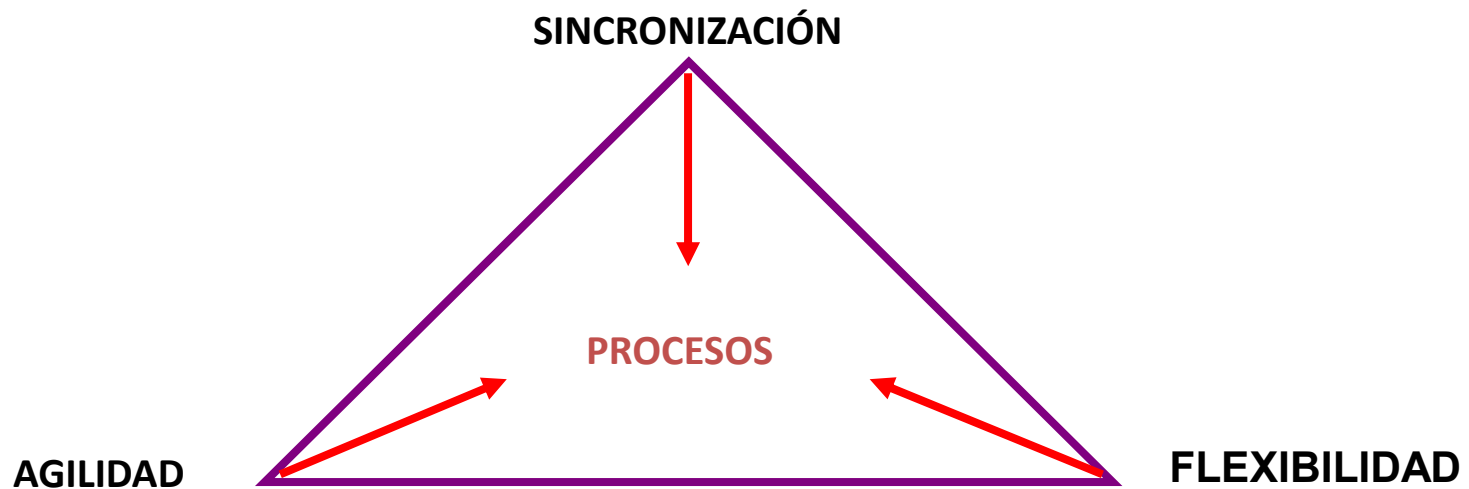 SINCRONIZACIÓN
PROCESOS
AGILIDAD
FLEXIBILIDAD